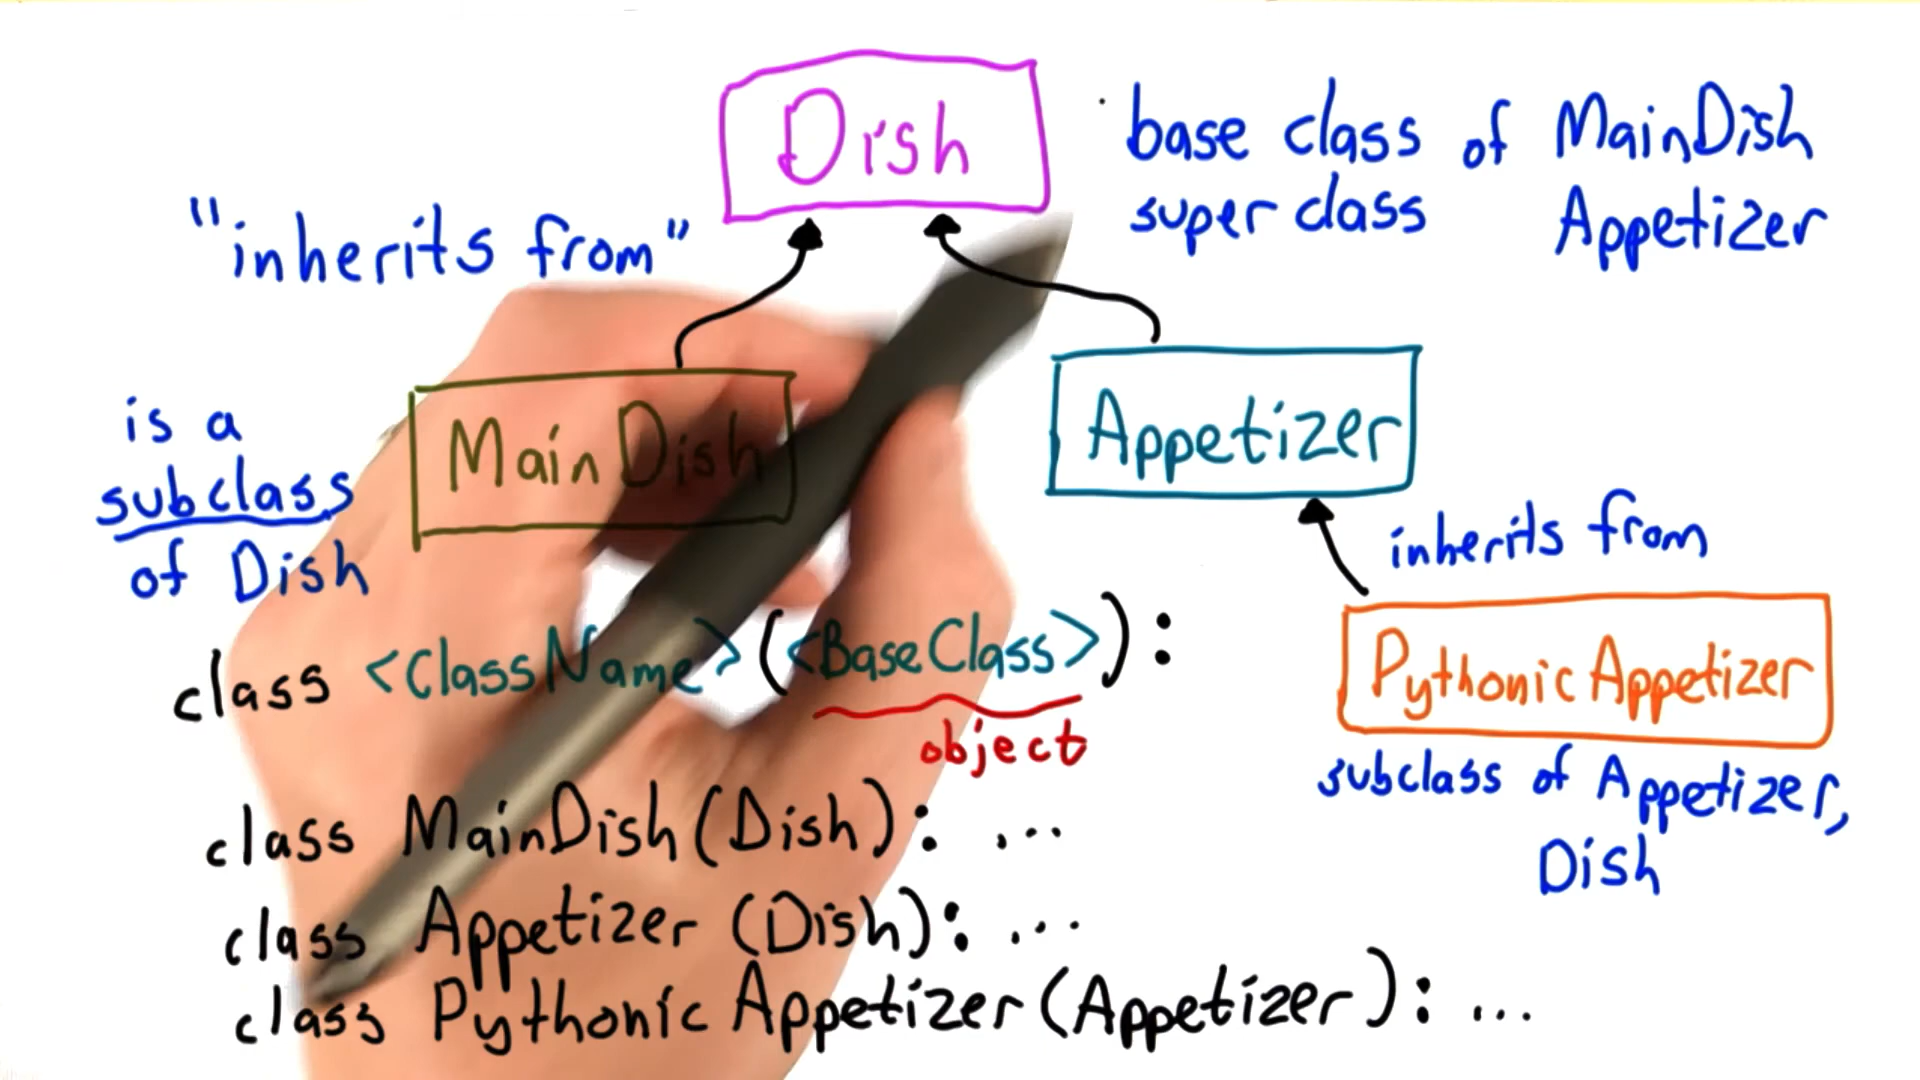 Dish
base class of MainDish
super class Appetizer
"inherits from"
MainDish
Appetizer
is a
subclass
of Dish
inherits from
PythonicAppetizer
subclass of Appetizer,
Dish
class <ClassName>(<BaseClass>):
object
class MainDish(Dish): ...
class Appetizer (Dish): ...
class PythonicAppetizer(Appetizer): ...